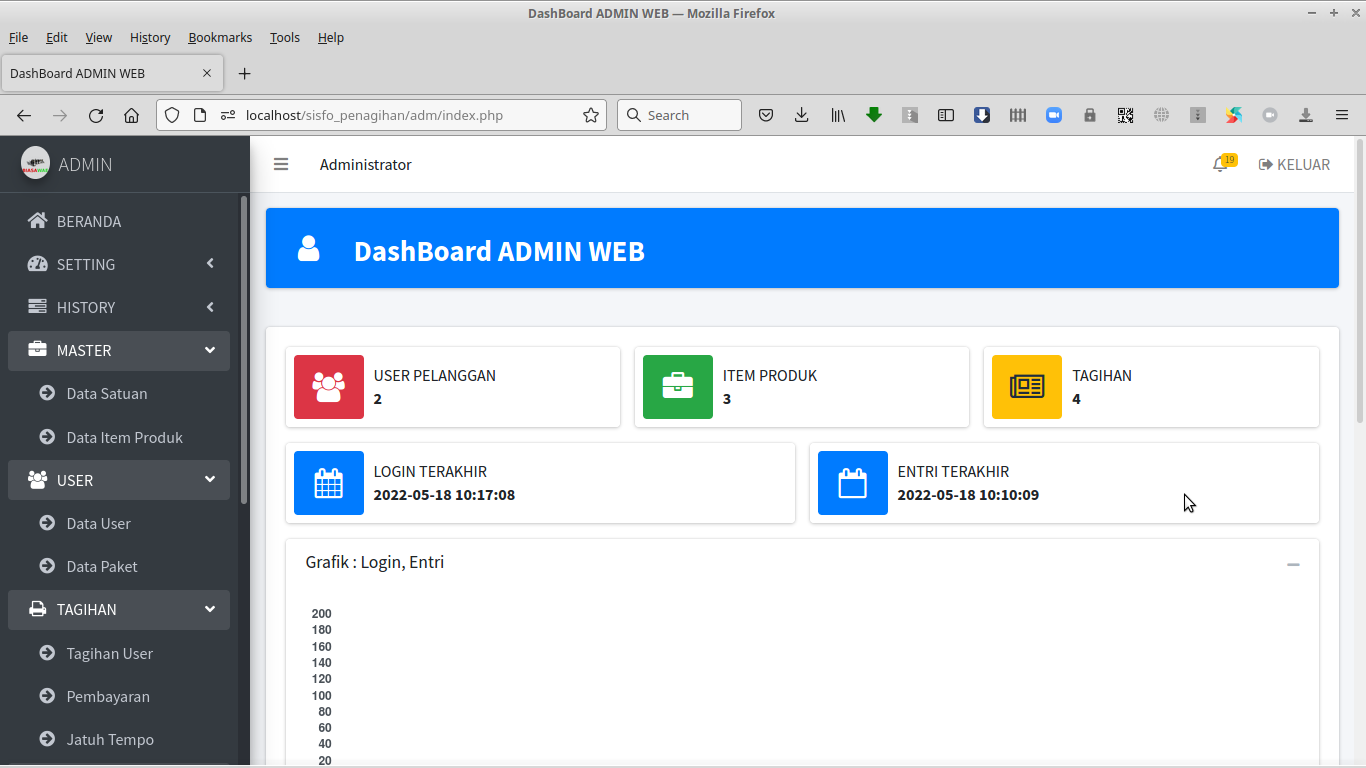 DashBoard ADMIN WEB — Mozilla Firefox
File Edit View History Bookmarks Tools Help
DashBoard ADMIN WEB
localhost/sisfo_penagihan/adm/index.php
Search
ADMIN
Administrator
19
KELUAR
BERANDA
SETTING
HISTORY
MASTER
Data Satuan
Data Item Produk
USER
Data User
Data Paket
TAGIHAN
Tagihan User
Pembayaran
Jatuh Tempo
DashBoard ADMIN WEB
USER PELANGGAN
2
ITEM PRODUK
3
TAGIHAN
4
LOGIN TERAKHIR
2022-05-18 10:17:08
ENTRI TERAKHIR
2022-05-18 10:10:09
Grafik : Login, Entri
200
180
160
140
120
100
80
60
40
20